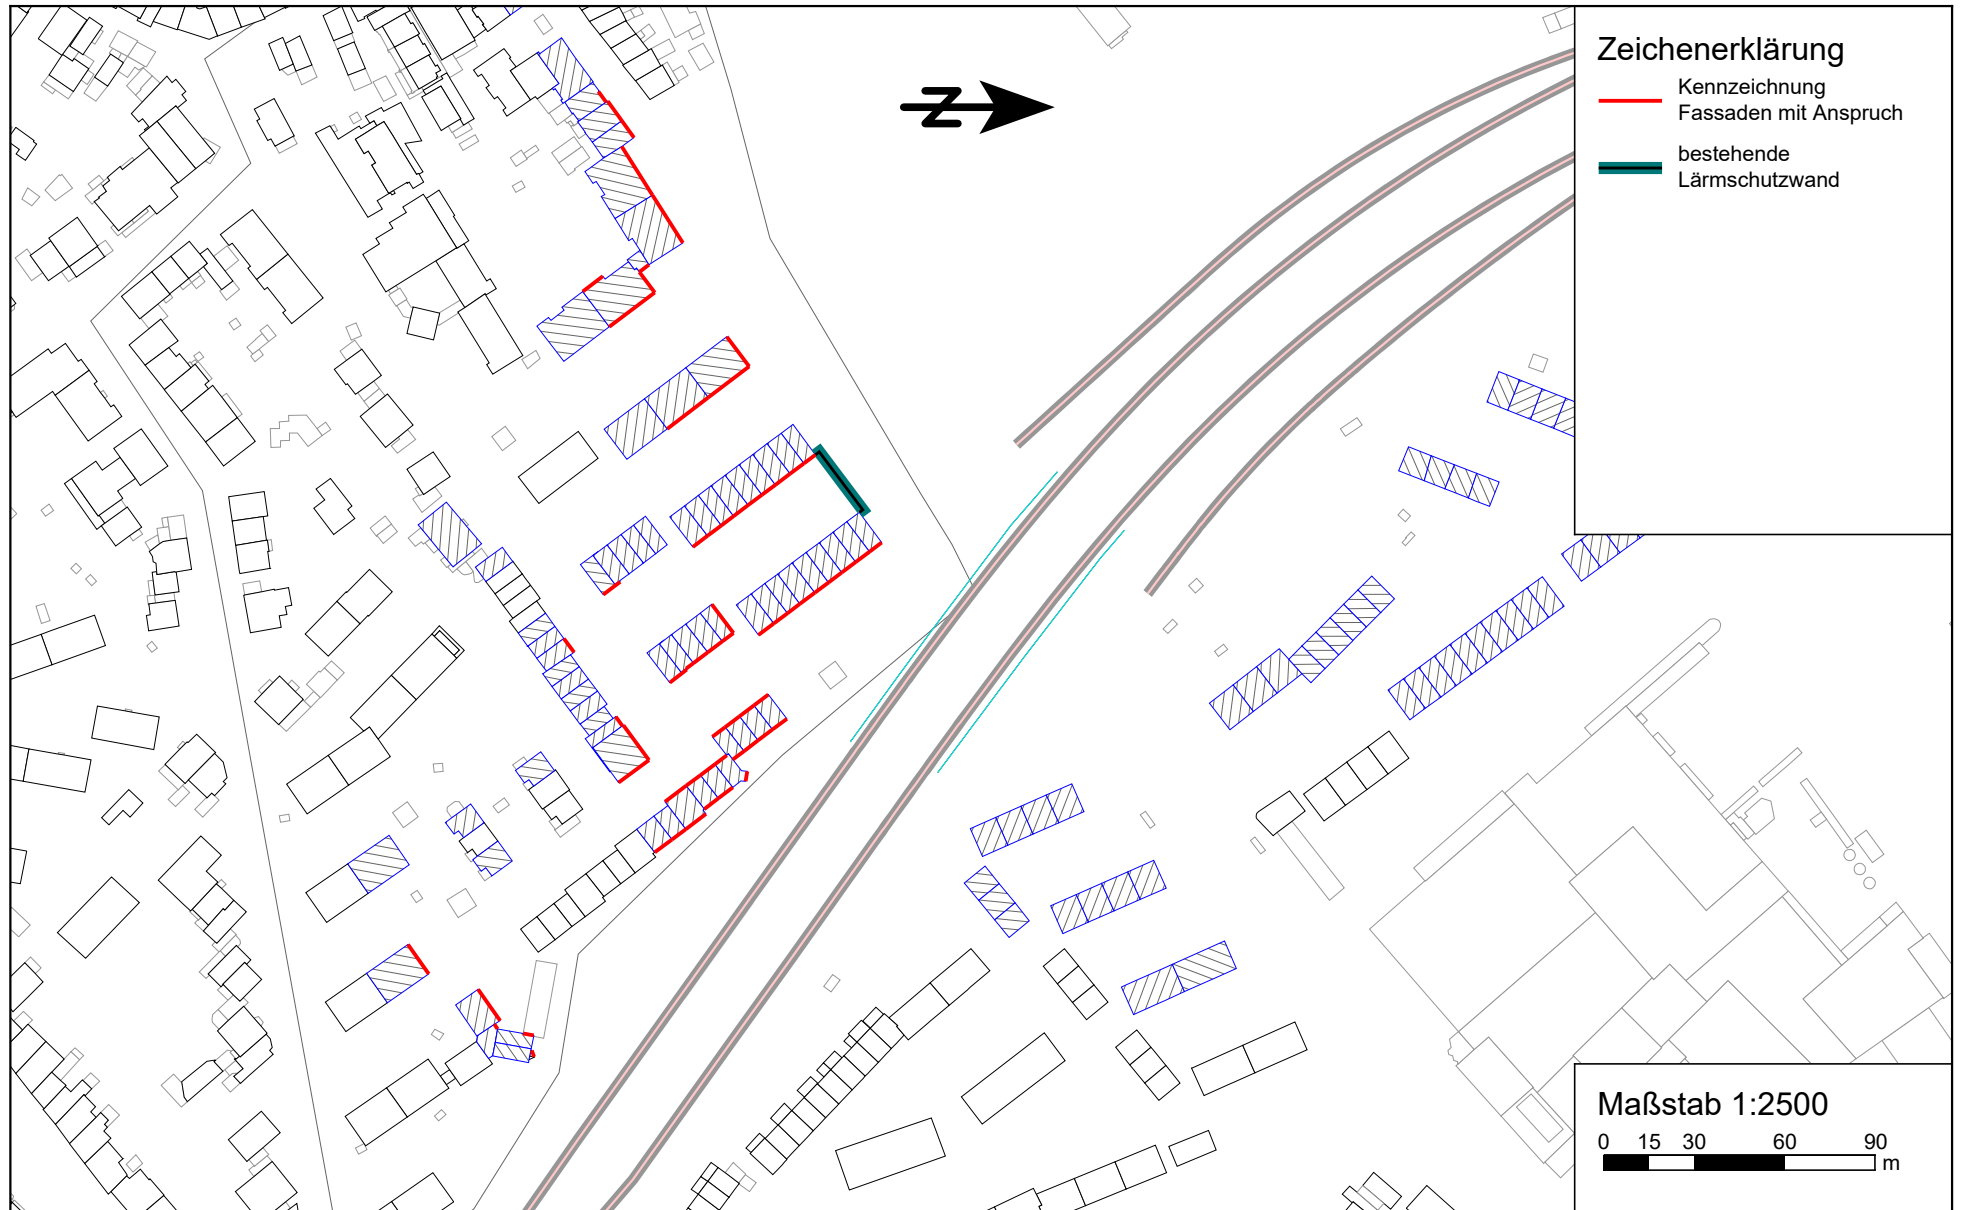 Zeichenerklärung
Kennzeichnung
Fassaden mit Anspruch
bestehende
Lärmschutzwand
N
Maßstab 1:2500
0 15 30 60 90
m